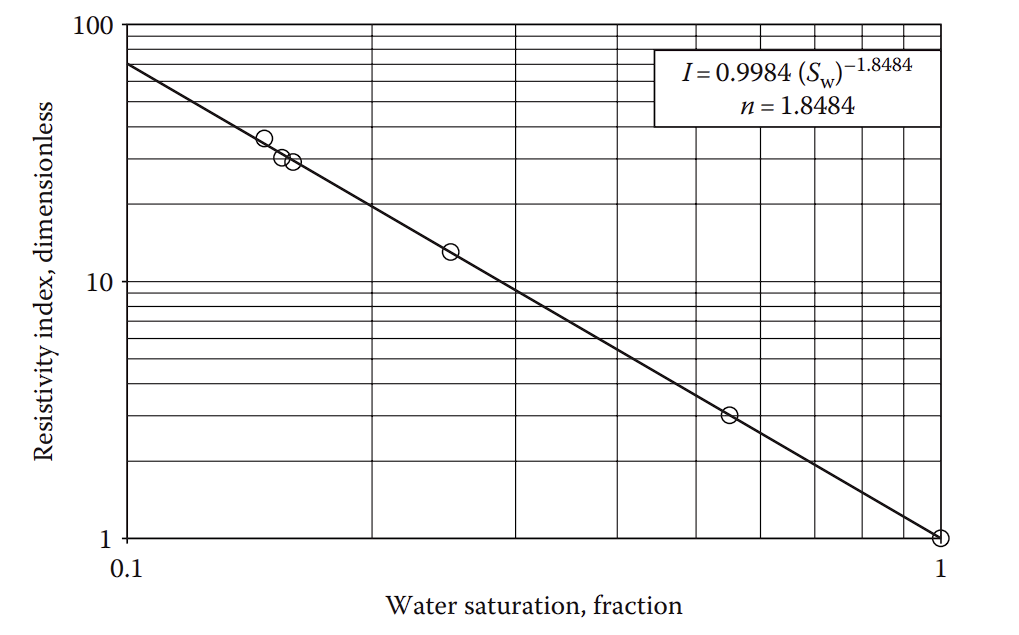 100
I = 0.9984 (Sw)−1.8484
n = 1.8484
Resistivity index, dimensionless
10
1
0.1
1
Water saturation, fraction